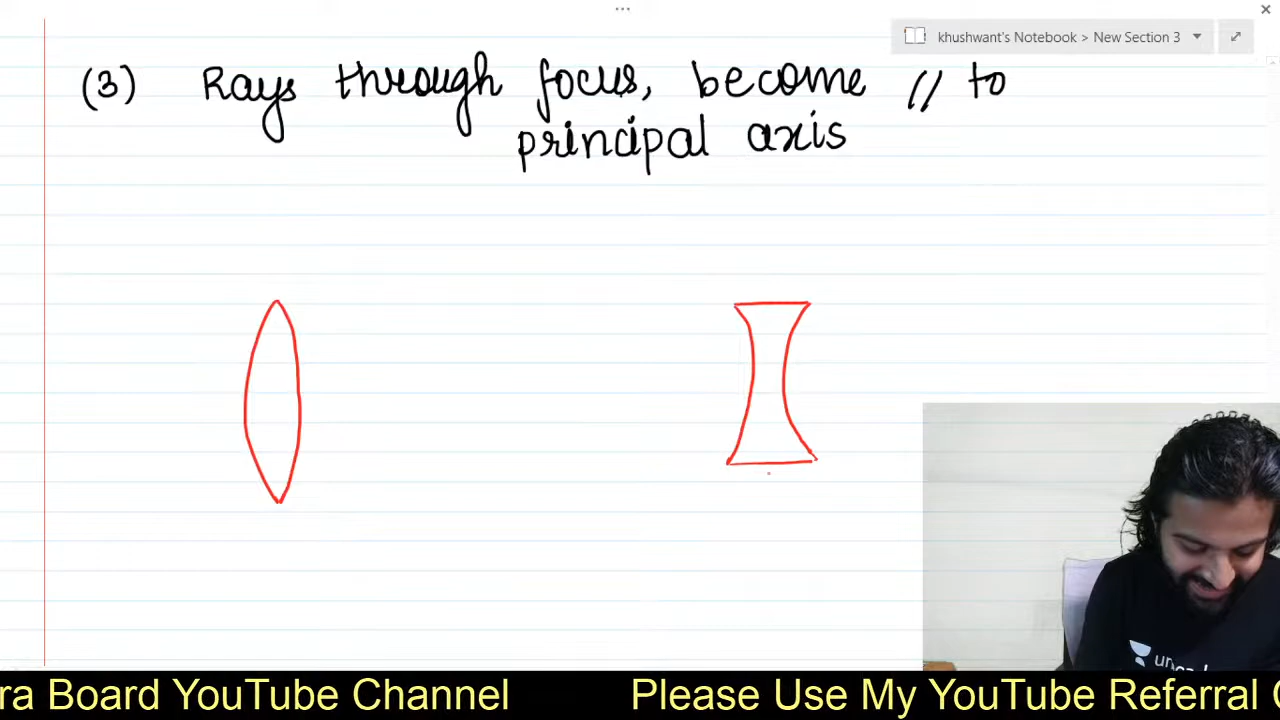 khushwant's Notebook > New Section 3
(3) Rays through focus, become // to
principal axis
ra Board YouTube Channel Please Use My YouTube Referral